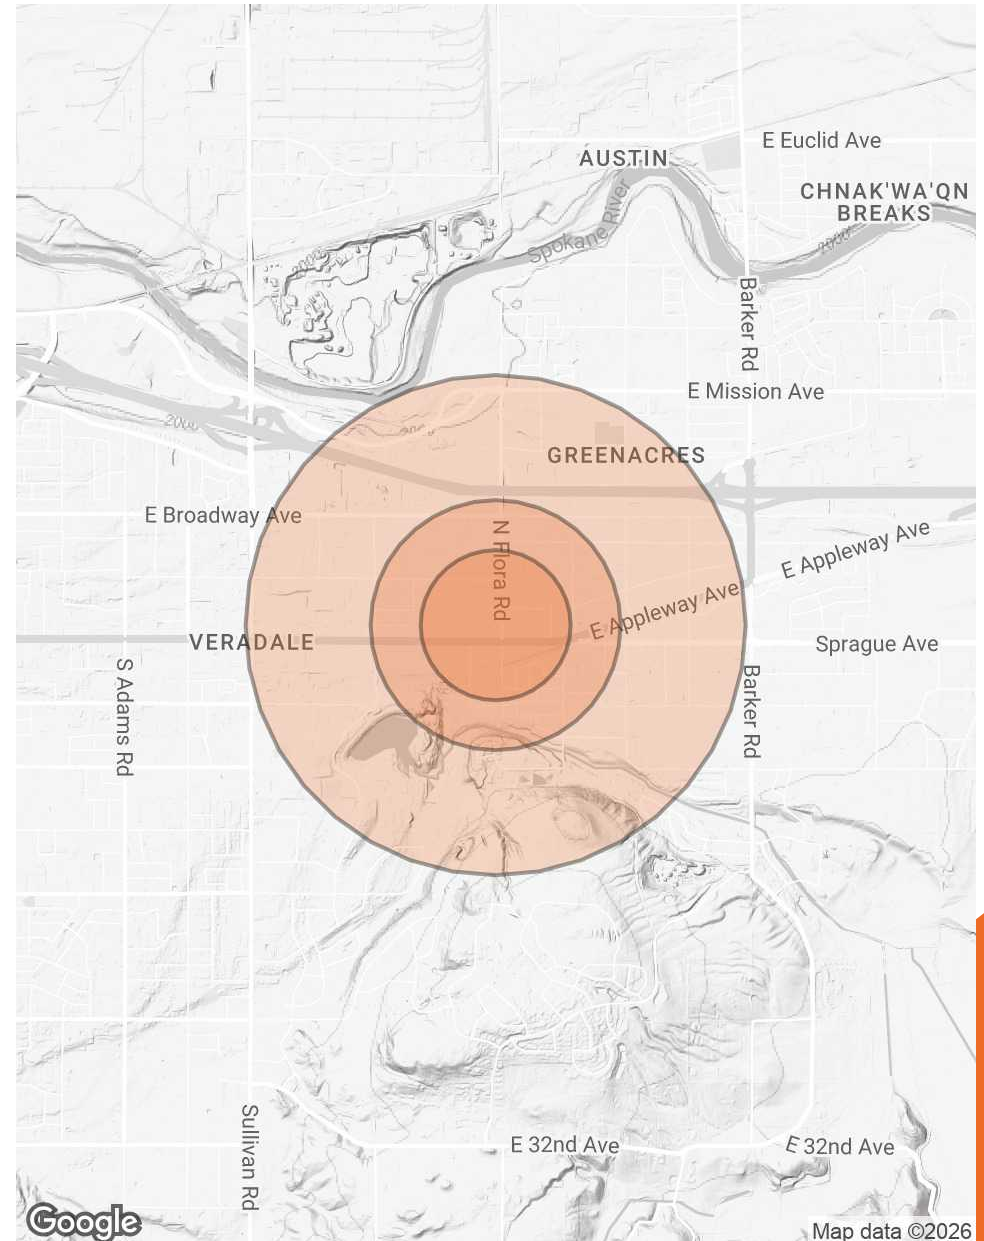 E Euclid Ave
AUSTIN
CHNAK'WA'QN
BREAKS
Spokane River
2000
2000
Barker Rd
E Mission Ave
2000
GREENACRES
E Broadway Ave
N Flora Rd
E Appleway Ave
E Appleway Ave
VERADALE
Sprague Ave
S Adams Rd
Barker Rd
Sullivan Rd
E 32nd Ave
E 32nd Ave
Google
Map data ©2026